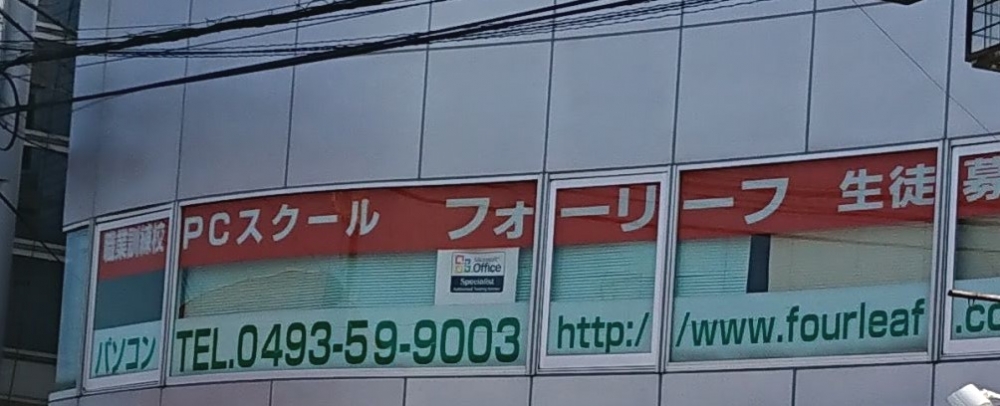 職業訓練校 PCスクール フォーリーフ 生徒募
Microsoft
Office
Specialist
パソコン TEL.0493-59-9003 http://www.fourleaf.co